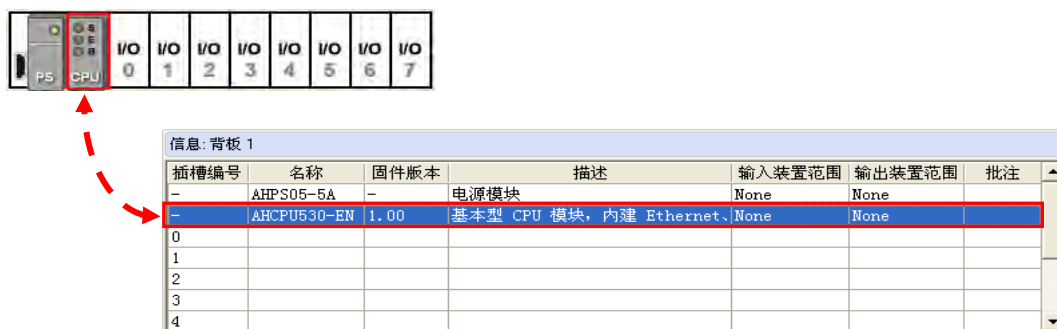 PS CPU I/O 0 I/O 1 I/O 2 I/O 3 I/O 4 I/O 5 I/O 6 I/O 7
信息: 背板 1
插槽编号 名称 固件版本 描述 输入装置范围 输出装置范围 批注
- AHPS05-5A - 电源模块 None None
- AHCPU530-EN 1.00 基本型 CPU 模块，内建 Ethernet、 None None
0
1
2
3
4